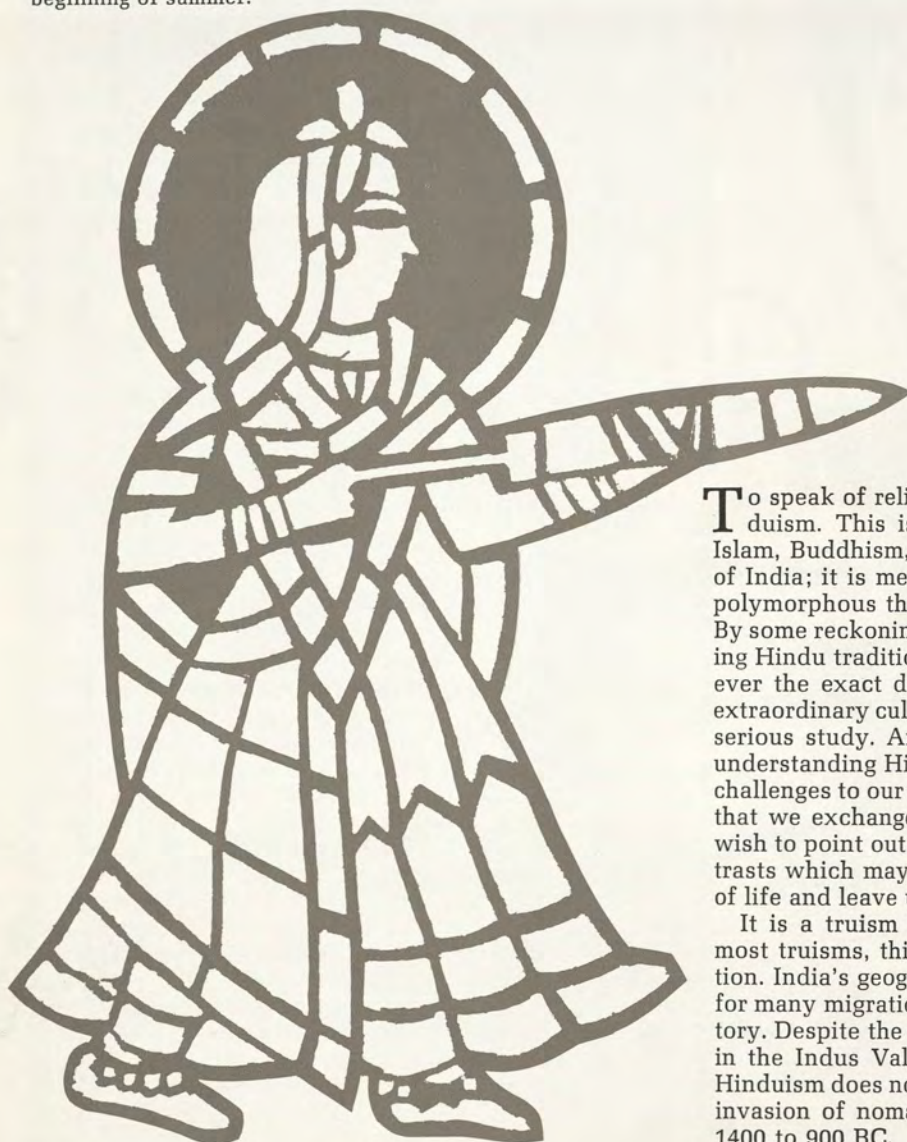 beginning of summer.
To speak of reli
duism. This is
Islam, Buddhism,
of India; it is me
polymorphous th
By some reckonin
ing Hindu traditio
ever the exact d
extraordinary cul
serious study. A
understanding Hi
challenges to our
that we exchange
wish to point out
trasts which may
of life and leave
It is a truism
most truisms, thi
tion. India's geog
for many migratio
tory. Despite the
in the Indus Val
Hinduism does no
invasion of noma
1400 to 900 BC.